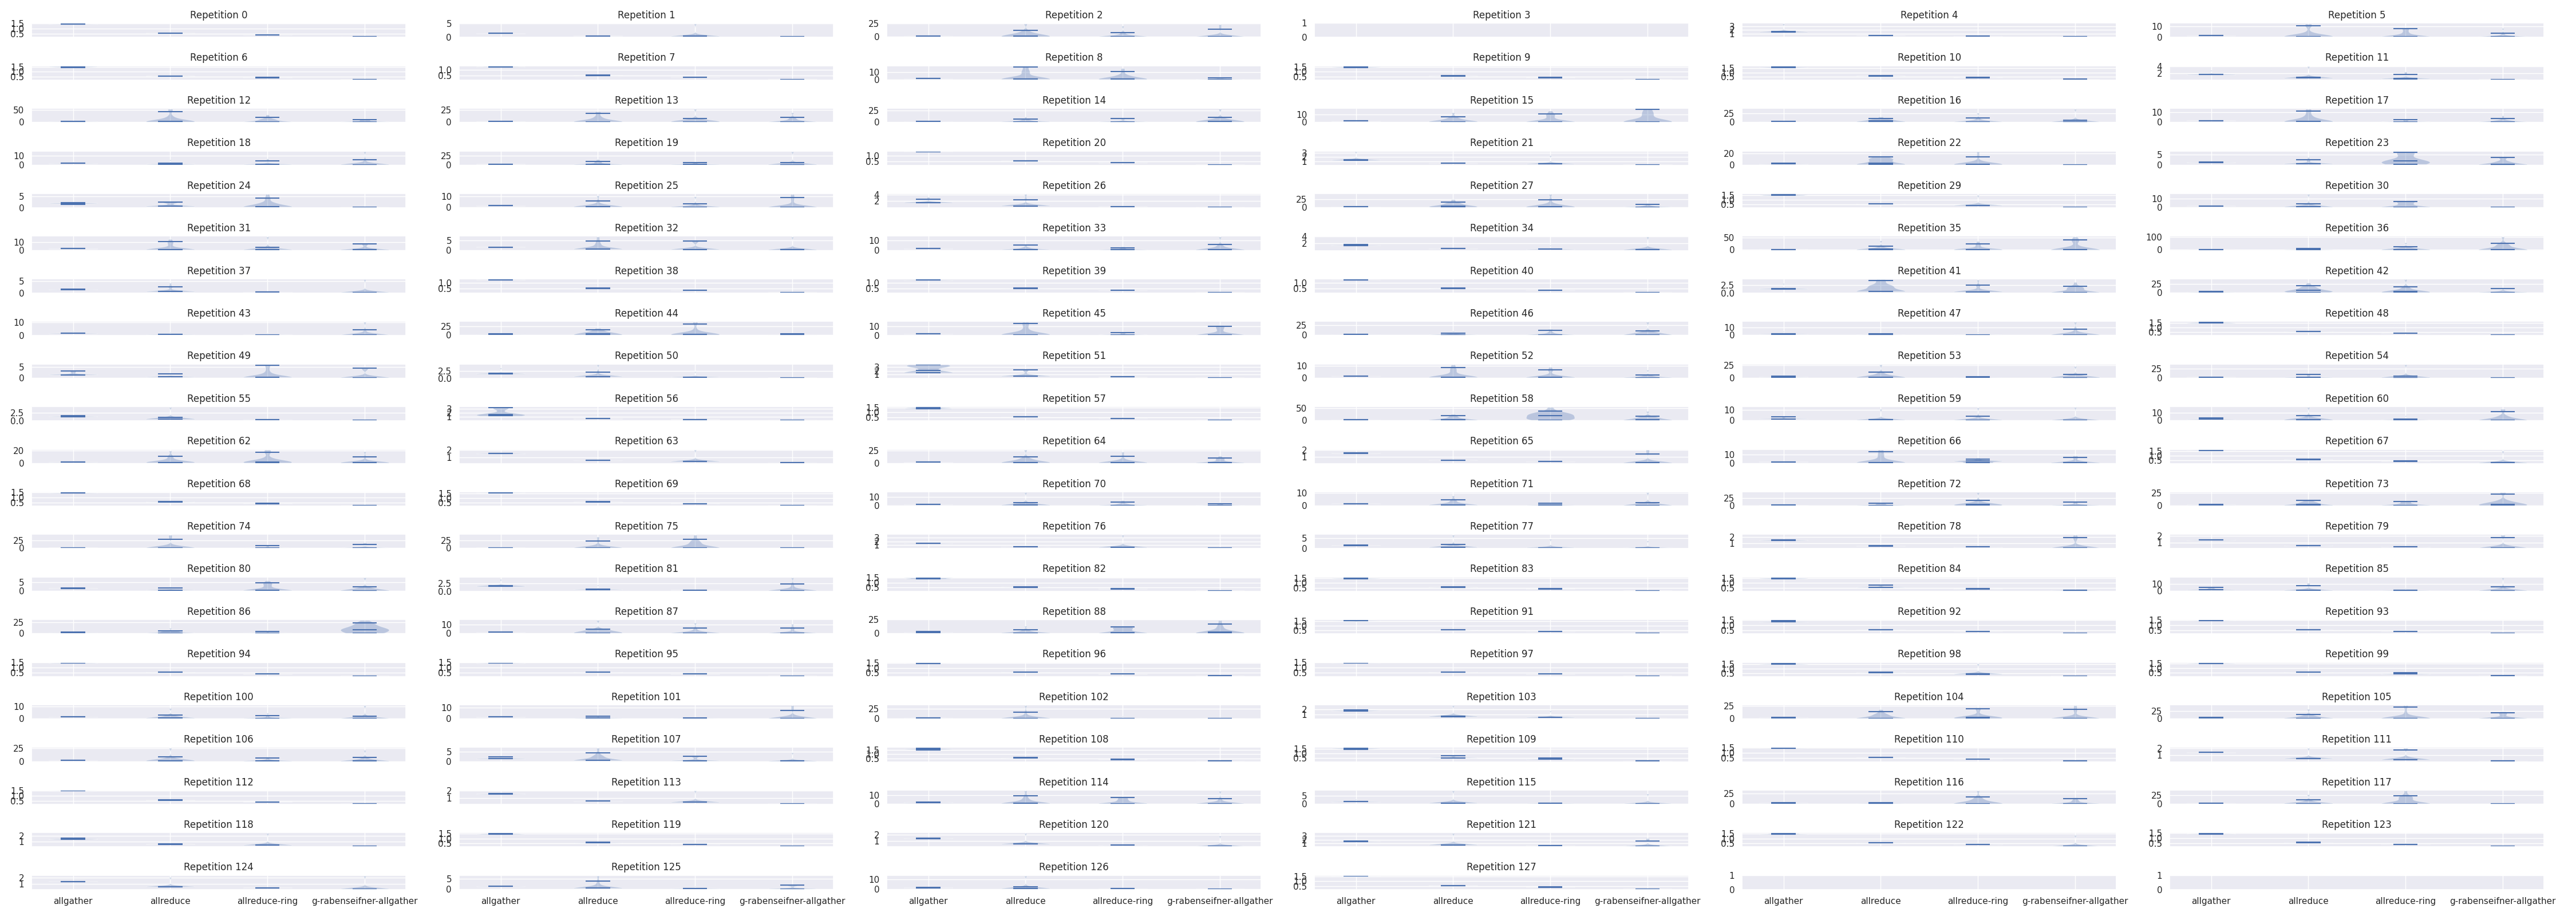 Repetition 0 Repetition 1 Repetition 2 Repetition 3 Repetition 4 Repetition 5
1.5 1.0 0.5 5 0 25 0 1 0 3 2 1 10 0
Repetition 6 Repetition 7 Repetition 8 Repetition 9 Repetition 10 Repetition 11
1.5 1.0 0.5 1.0 0.5 10 0 1.5 1.0 0.5 1.5 1.0 0.5 4 2
Repetition 12 Repetition 13 Repetition 14 Repetition 15 Repetition 16 Repetition 17
50 0 25 0 25 0 10 0 25 0 10 0
Repetition 18 Repetition 19 Repetition 20 Repetition 21 Repetition 22 Repetition 23
10 0 25 0 1.0 0.5 3 2 1 20 0 5 0
Repetition 24 Repetition 25 Repetition 26 Repetition 27 Repetition 29 Repetition 30
5 0 10 0 4 2 25 0 1.5 1.0 0.5 10 0
Repetition 31 Repetition 32 Repetition 33 Repetition 34 Repetition 35 Repetition 36
10 0 5 0 10 0 4 2 50 0 100 0
Repetition 37 Repetition 38 Repetition 39 Repetition 40 Repetition 41 Repetition 42
5 0 1.0 0.5 1.0 0.5 1.0 0.5 2.5 0.0 25 0
Repetition 43 Repetition 44 Repetition 45 Repetition 46 Repetition 47 Repetition 48
10 0 25 0 10 0 25 0 10 0 1.5 1.0 0.5
Repetition 49 Repetition 50 Repetition 51 Repetition 52 Repetition 53 Repetition 54
5 0 2.5 0.0 3 2 1 10 0 25 0 25 0
Repetition 55 Repetition 56 Repetition 57 Repetition 58 Repetition 59 Repetition 60
2.5 0.0 3 2 1 1.5 1.0 0.5 50 0 10 0 10 0
Repetition 62 Repetition 63 Repetition 64 Repetition 65 Repetition 66 Repetition 67
20 0 2 1 25 0 2 1 10 0 1.5 1.0 0.5
Repetition 68 Repetition 69 Repetition 70 Repetition 71 Repetition 72 Repetition 73
1.5 1.0 0.5 1.5 1.0 0.5 10 0 10 0 25 0 25 0
Repetition 74 Repetition 75 Repetition 76 Repetition 77 Repetition 78 Repetition 79
25 0 25 0 3 2 1 5 0 2 1 2 1
Repetition 80 Repetition 81 Repetition 82 Repetition 83 Repetition 84 Repetition 85
5 0 2.5 0.0 1.5 1.0 0.5 1.5 1.0 0.5 1.5 1.0 0.5 10 0
Repetition 86 Repetition 87 Repetition 88 Repetition 91 Repetition 92 Repetition 93
25 0 10 0 25 0 1.5 1.0 0.5 1.5 1.0 0.5 1.5 1.0 0.5
Repetition 94 Repetition 95 Repetition 96 Repetition 97 Repetition 98 Repetition 99
1.5 1.0 0.5 1.5 1.0 0.5 1.5 1.0 0.5 1.5 1.0 0.5 1.5 1.0 0.5 1.5 1.0 0.5
Repetition 100 Repetition 101 Repetition 102 Repetition 103 Repetition 104 Repetition 105
10 0 10 0 25 0 2 1 25 0 25 0
Repetition 106 Repetition 107 Repetition 108 Repetition 109 Repetition 110 Repetition 111
25 0 5 0 1.5 1.0 0.5 1.5 1.0 0.5 1.5 1.0 0.5 2 1
Repetition 112 Repetition 113 Repetition 114 Repetition 115 Repetition 116 Repetition 117
1.5 1.0 0.5 2 1 10 0 5 0 25 0 25 0
Repetition 118 Repetition 119 Repetition 120 Repetition 121 Repetition 122 Repetition 123
2 1 1.5 1.0 0.5 2 1 3 2 1 1.5 1.0 0.5 1.5 1.0 0.5
Repetition 124 Repetition 125 Repetition 126 Repetition 127
2 1 5 0 10 0 1.5 1.0 0.5 1 0 1 0
allgather allreduce allreduce-ring g-rabenseifner-allgather allgather allreduce allreduce-ring g-rabenseifner-allgather allgather allreduce allreduce-ring g-rabenseifner-allgather allgather allreduce allreduce-ring g-rabenseifner-allgather allgather allreduce allreduce-ring g-rabenseifner-allgather allgather allreduce allreduce-ring g-rabenseifner-allgather